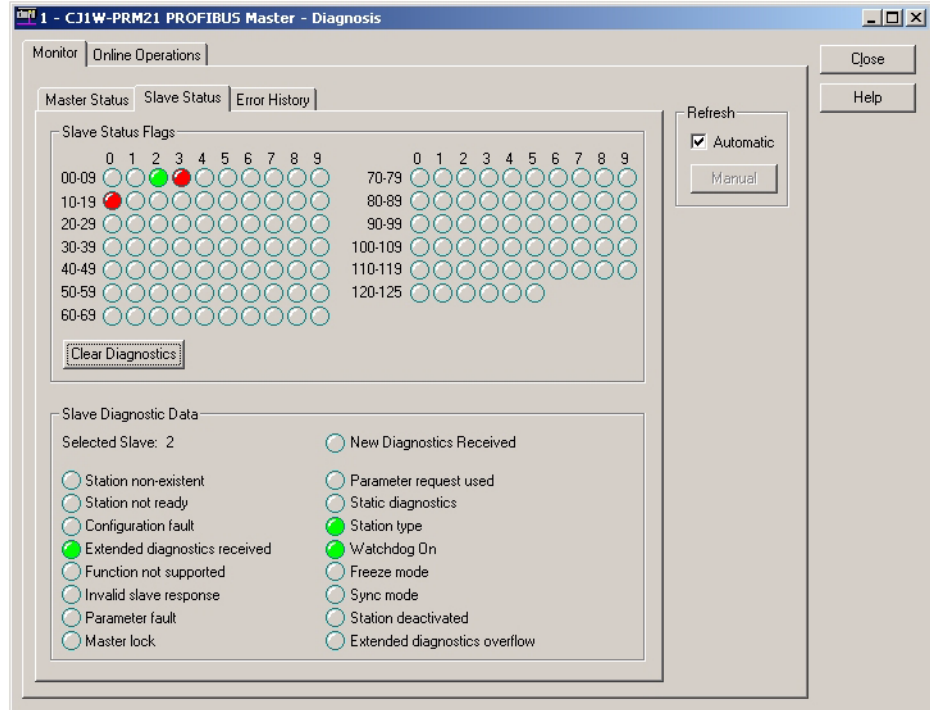 1 - CJ1W-PRM21 PROFIBUS Master - Diagnosis
Monitor Online Operations
Close
Help
Master Status Slave Status Error History
Refresh
Automatic
Manual
Slave Status Flags
0 1 2 3 4 5 6 7 8 9
00-09
10-19
20-29
30-39
40-49
50-59
60-69
0 1 2 3 4 5 6 7 8 9
70-79
80-89
90-99
100-109
110-119
120-125
Clear Diagnostics
Slave Diagnostic Data
Selected Slave: 2
New Diagnostics Received
Station non-existent
Station not ready
Configuration fault
Extended diagnostics received
Function not supported
Invalid slave response
Parameter fault
Master lock
Parameter request used
Static diagnostics
Station type
Watchdog On
Freeze mode
Sync mode
Station deactivated
Extended diagnostics overflow